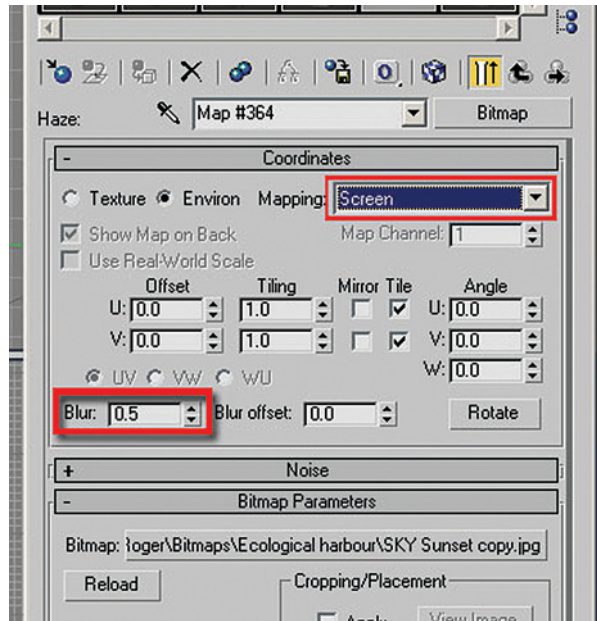 Haze: Map #364 Bitmap
- Coordinates
Texture Environ Mapping: Screen
Show Map on Back Map Channel: 1
Use Real-World Scale
Offset Tiling Mirror Tile Angle
U: 0.0 1.0 U: 0.0
V: 0.0 1.0 V: 0.0
UV VW WU W: 0.0
Blur: 0.5 Blur offset: 0.0 Rotate
+ Noise
- Bitmap Parameters
Bitmap: \Bitmaps\Ecological harbour\SKY Sunset copy.jpg
Reload Cropping/Placement
Apply View Image